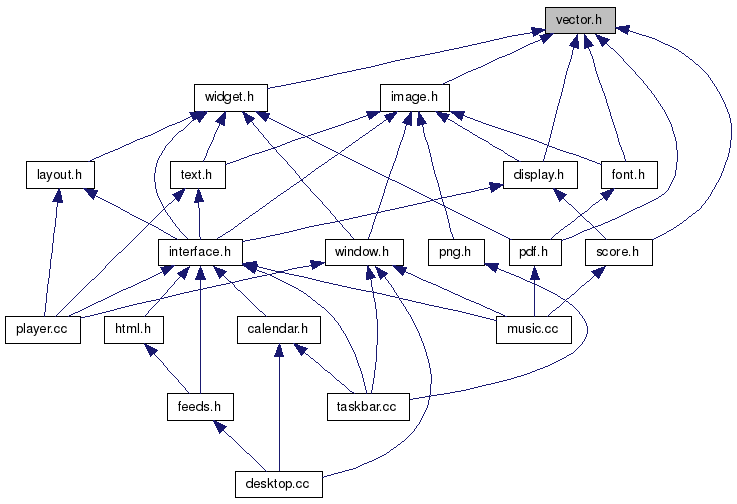 vector.h
widget.h
image.h
layout.h
text.h
display.h
font.h
interface.h
window.h
png.h
pdf.h
score.h
player.cc
html.h
calendar.h
music.cc
feeds.h
taskbar.cc
desktop.cc